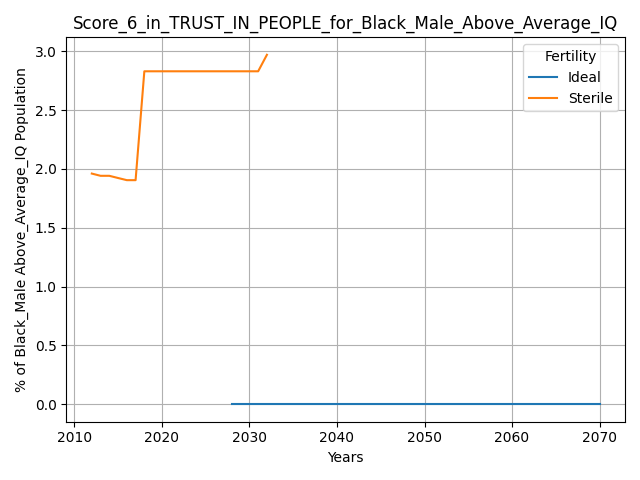 Score_6_in_TRUST_IN_PEOPLE_for_Black_Male_Above_Average_IQ
% of Black_Male Above_Average_IQ Population
3.0
2.5
2.0
1.5
1.0
0.5
0.0
Fertility
Ideal
Sterile
2010 2020 2030 2040 2050 2060 2070
Years